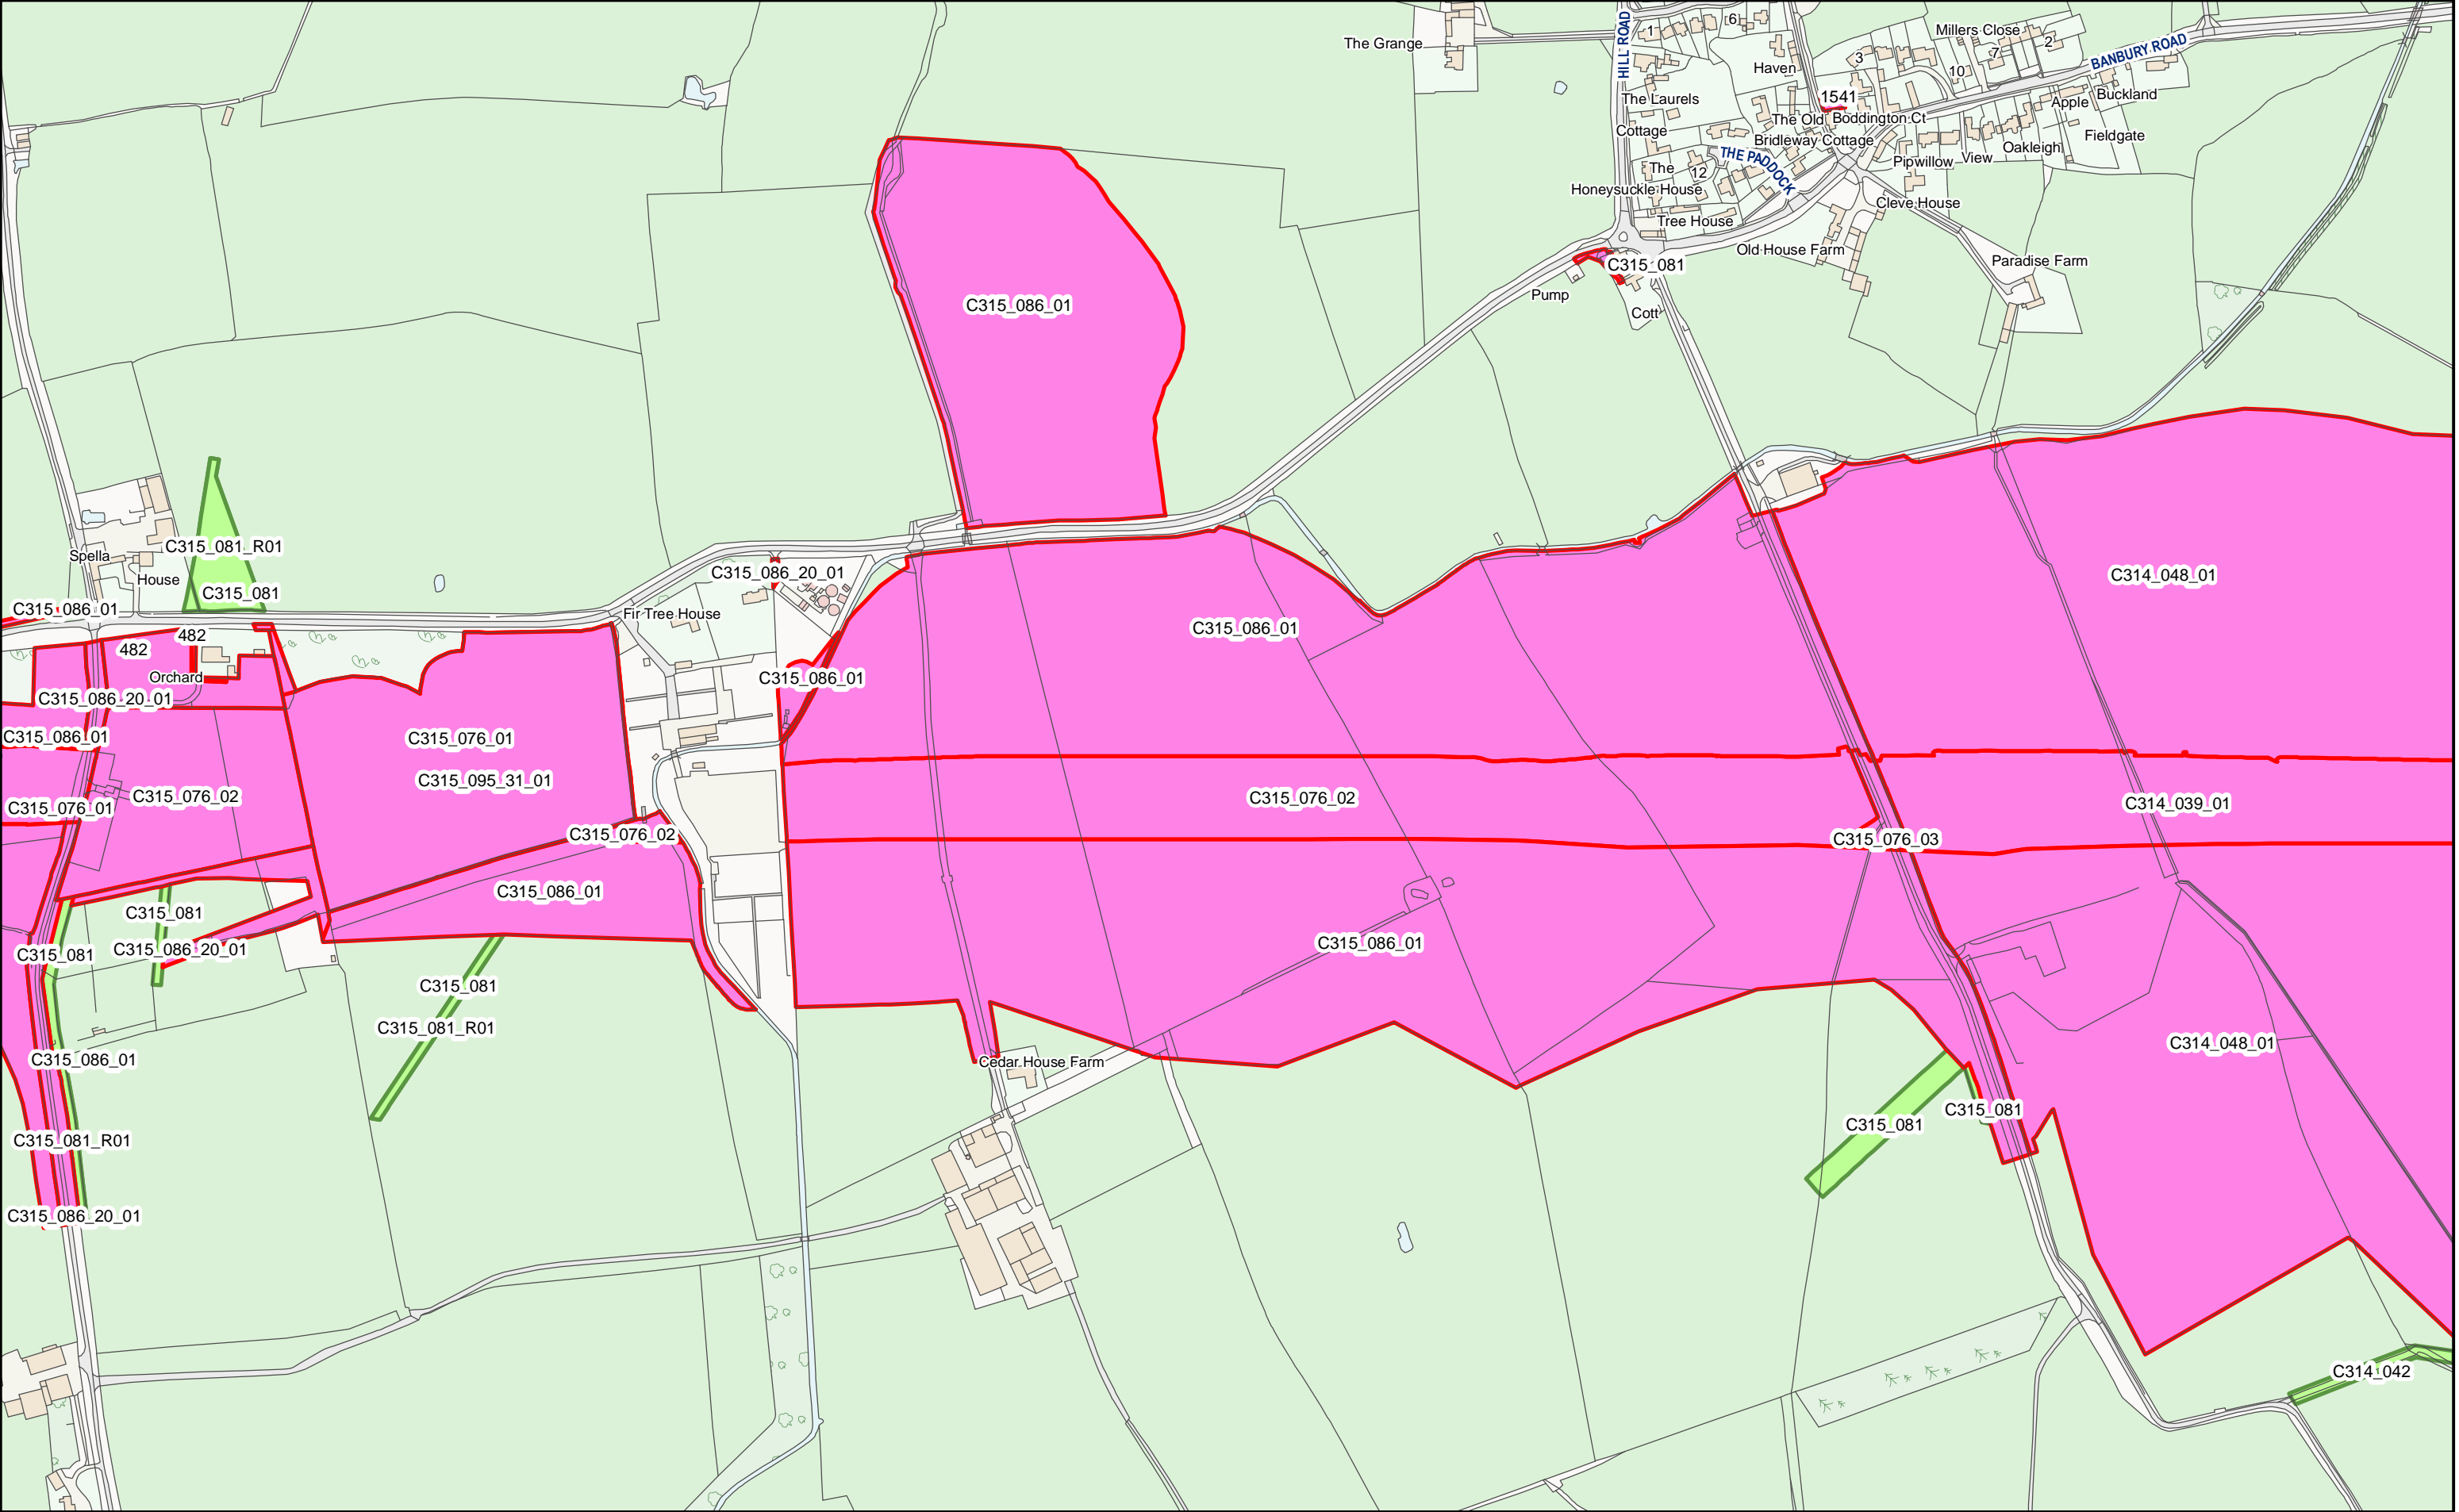 HILL ROAD
1
6
Millers Close
2
The Grange
7
BANBURY ROAD
3
Haven
10
The Laurels
1541
Apple
Buckland
Cottage
The Old
Boddington Ct
Fieldgate
Bridleway Cottage
THE PADDOCK
Oakleigh
The
12
Pipwillow
View
Honeysuckle House
Cleve House
Tree House
Old House Farm
Paradise Farm
C315_081
Pump
Cott
C315_086_01
C315_081_R01
Spella
House
C315_081
C315_086_20_01
C314_048_01
C315_086_01
Fir Tree House
482
482
C315_086_01
Orchard
C315_086_01
C315_086_20_01
C315_086_01
C315_076_01
C315_095_31_01
C315_076_02
C315_076_01
C315_076_02
C314_039_01
C315_076_02
C315_076_03
C315_086_01
C315_081
C315_086_20_01
C315_081
C315_086_01
C315_081
C315_081_R01
C315_086_01
C314_048_01
Cedar House Farm
C315_081
C315_081
C315_081_R01
C315_086_20_01
C314_042